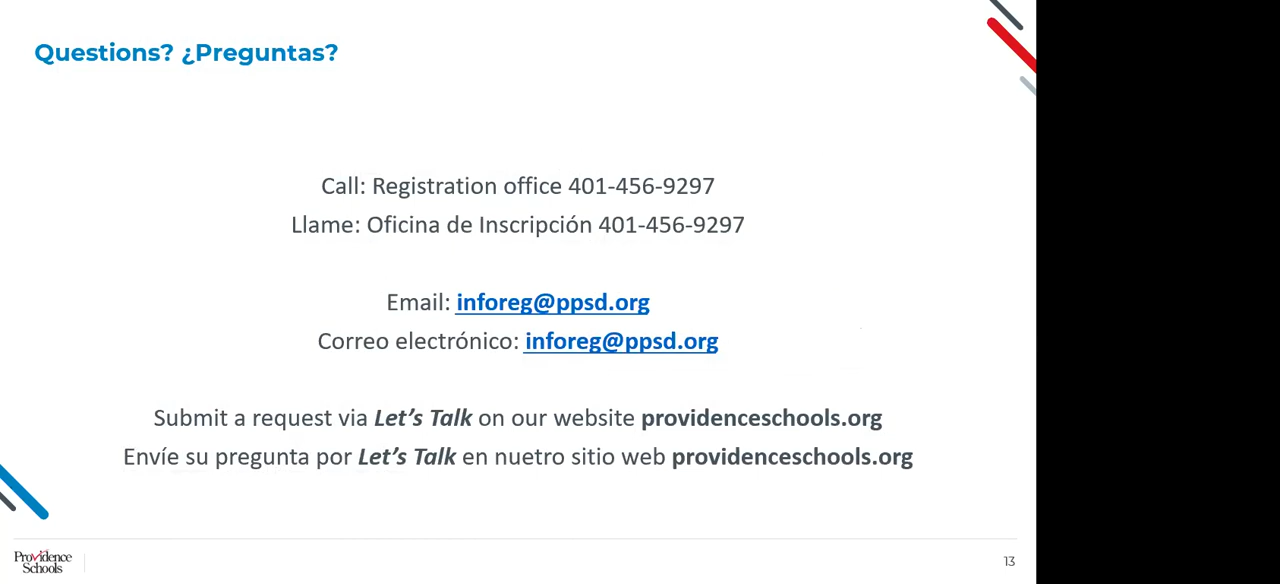 Questions? ¿Preguntas?
Call: Registration office 401-456-9297
Llame: Oficina de Inscripción 401-456-9297
Email: inforeg@ppsd.org
Correo electrónico: inforeg@ppsd.org
Submit a request via Let’s Talk on our website providenceschools.org
Envíe su pregunta por Let’s Talk en nuetro sitio web providenceschools.org
Providence
Schools
13